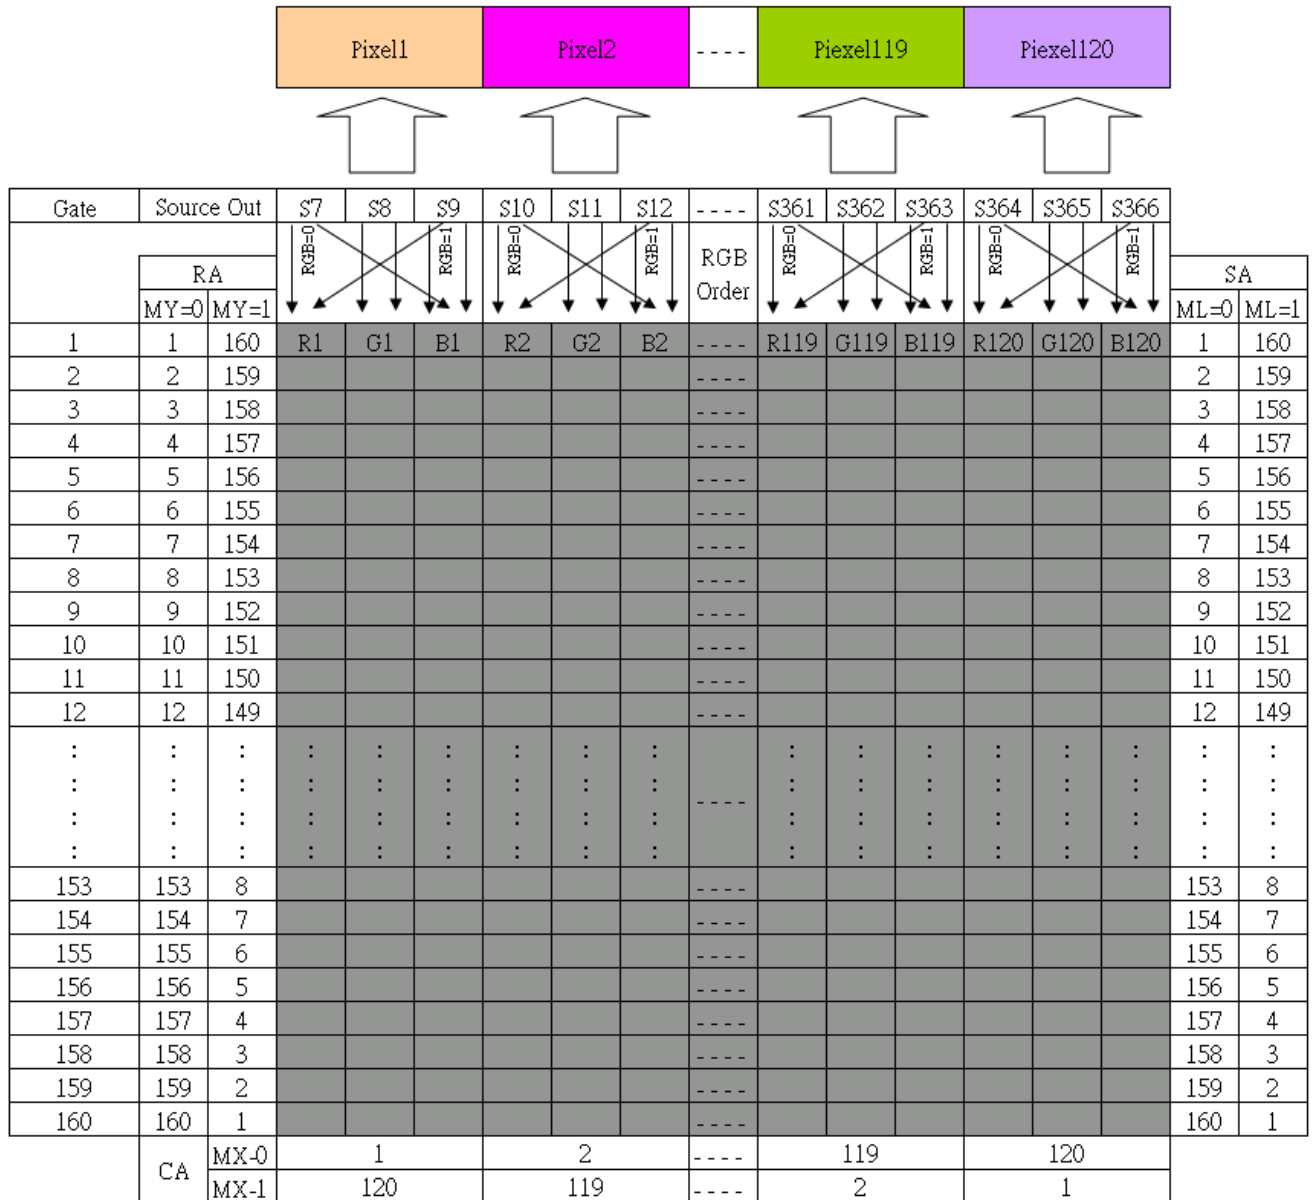 Pixel1 Pixel2 ---- Piexel119 Piexel120
Gate Source Out S7 S8 S9 S10 S11 S12 ---- S361 S362 S363 S364 S365 S366
RGB=0 RGB=1 RGB=0 RGB=1 RGB=0 RGB=1 RGB=0 RGB=1
RGB
Order
RA SA
MY=0 MY=1 ML=0 ML=1
1 1 160 R1 G1 B1 R2 G2 B2 ---- R119 G119 B119 R120 G120 B120 1 160
2 2 159 ---- 2 159
3 3 158 ---- 3 158
4 4 157 ---- 4 157
5 5 156 ---- 5 156
6 6 155 ---- 6 155
7 7 154 ---- 7 154
8 8 153 ---- 8 153
9 9 152 ---- 9 152
10 10 151 ---- 10 151
11 11 150 ---- 11 150
12 12 149 ---- 12 149
: : : : : : : : : : : : : : : : :
: : : : : : : : : : : : : : : : :
----
: : : : : : : : : : : : : : : : :
: : : : : : : : : : : : : : : : :
153 153 8 ---- 153 8
154 154 7 ---- 154 7
155 155 6 ---- 155 6
156 156 5 ---- 156 5
157 157 4 ---- 157 4
158 158 3 ---- 158 3
159 159 2 ---- 159 2
160 160 1 ---- 160 1
CA
MX-0 1 2 ---- 119 120
MX-1 120 119 ---- 2 1